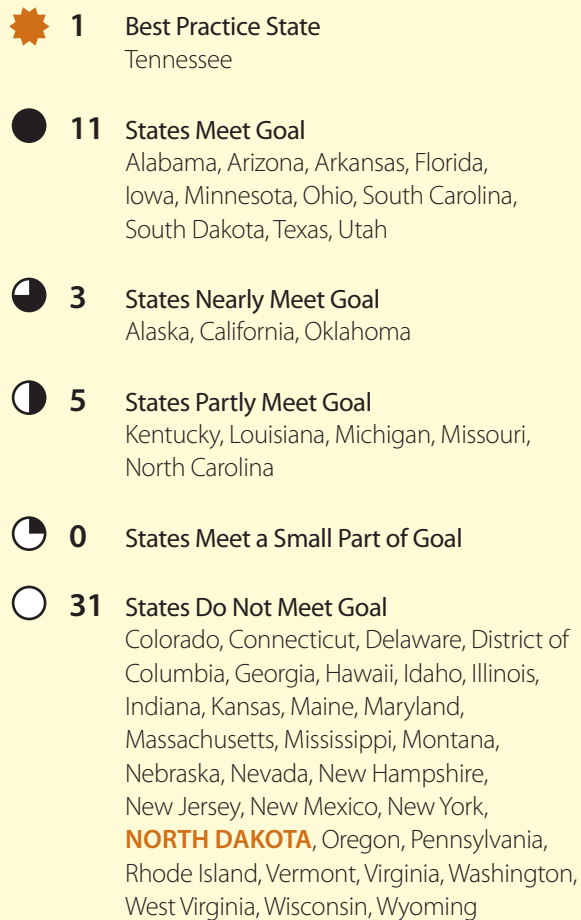 1 Best Practice State
Tennessee
11 States Meet Goal
Alabama, Arizona, Arkansas, Florida,
Iowa, Minnesota, Ohio, South Carolina,
South Dakota, Texas, Utah
3 States Nearly Meet Goal
Alaska, California, Oklahoma
5 States Partly Meet Goal
Kentucky, Louisiana, Michigan, Missouri,
North Carolina
0 States Meet a Small Part of Goal
31 States Do Not Meet Goal
Colorado, Connecticut, Delaware, District of
Columbia, Georgia, Hawaii, Idaho, Illinois,
Indiana, Kansas, Maine, Maryland,
Massachusetts, Mississippi, Montana,
Nebraska, Nevada, New Hampshire,
New Jersey, New Mexico, New York,
NORTH DAKOTA, Oregon, Pennsylvania,
Rhode Island, Vermont, Virginia, Washington,
West Virginia, Wisconsin, Wyoming